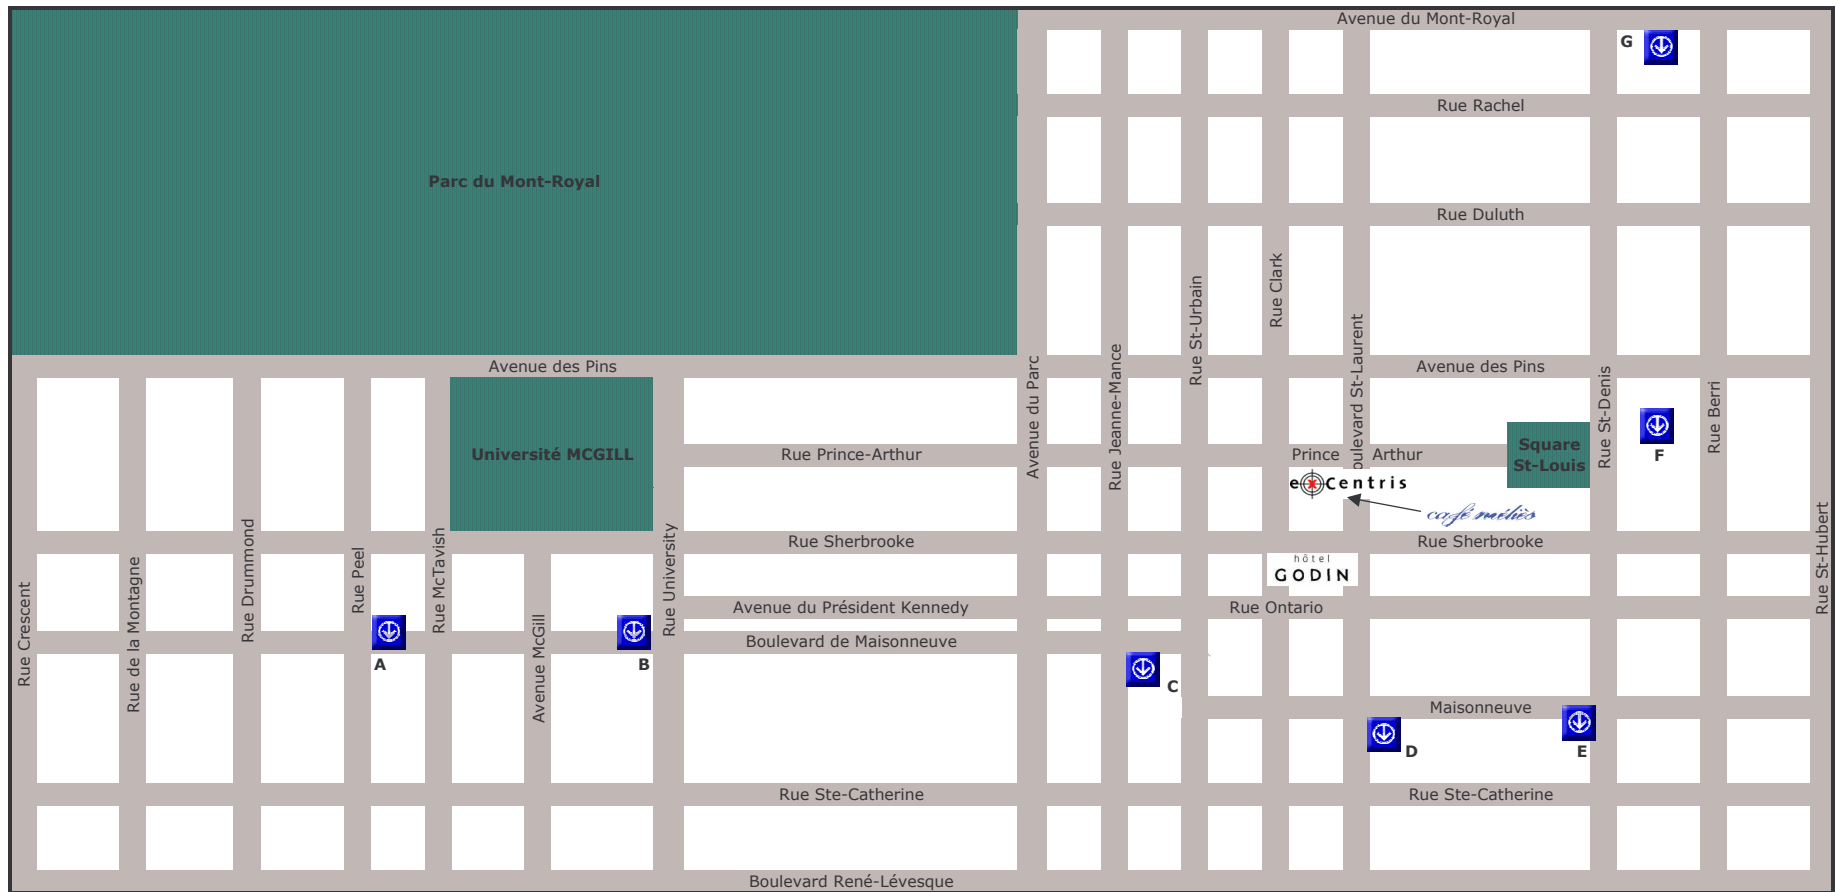 Avenue du Mont-Royal
G
Rue Rachel
Parc du Mont-Royal
Rue Duluth
Rue Clark
Rue St-Urbain
Boulevard St-Laurent
Avenue des Pins
Avenue des Pins
Avenue du Parc
Rue Jeanne-Mance
Rue St-Denis
Rue Berri
Université MCGILL
Rue Prince-Arthur
Prince Arthur
Square
St-Louis
F
exCentris
café méliès
Rue Sherbrooke
Rue Sherbrooke
Rue Crescent
Rue de la Montagne
Rue Drummond
Rue Peel
Rue McTavish
Avenue McGill
Rue University
Rue St-Hubert
hôtel
GODIN
Avenue du Président Kennedy
Rue Ontario
Boulevard de Maisonneuve
A
B
C
Maisonneuve
D
E
Rue Ste-Catherine
Rue Ste-Catherine
Boulevard René-Lévesque